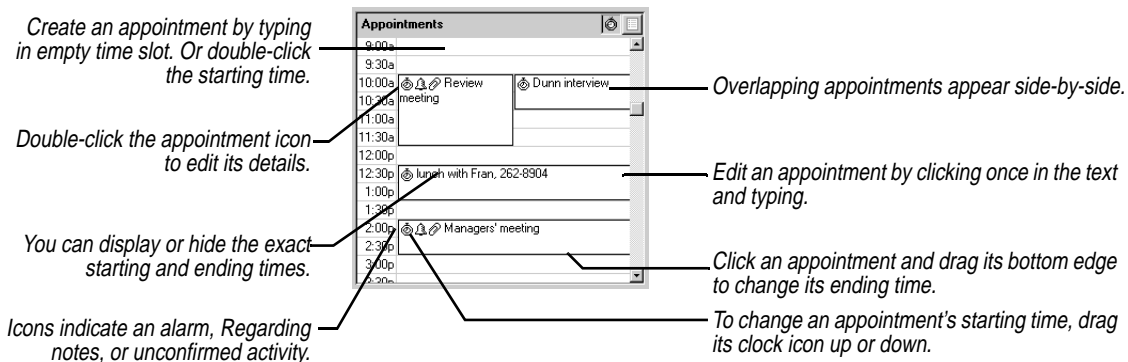 Create an appointment by typing
in empty time slot. Or double-click
the starting time.
Double-click the appointment icon
to edit its details.
You can display or hide the exact
starting and ending times.
Icons indicate an alarm, Regarding
notes, or unconfirmed activity.
Appointments
9:00a
9:30a
10:00a Review Dunn interview
10:30a meeting
11:00a
11:30a
12:00p
12:30p lunch with Fran, 262-8904
1:00p
1:30p
2:00p Managers' meeting
2:30p
3:00p
3:30p
Overlapping appointments appear side-by-side.
Edit an appointment by clicking once in the text
and typing.
Click an appointment and drag its bottom edge
to change its ending time.
To change an appointment's starting time, drag
its clock icon up or down.